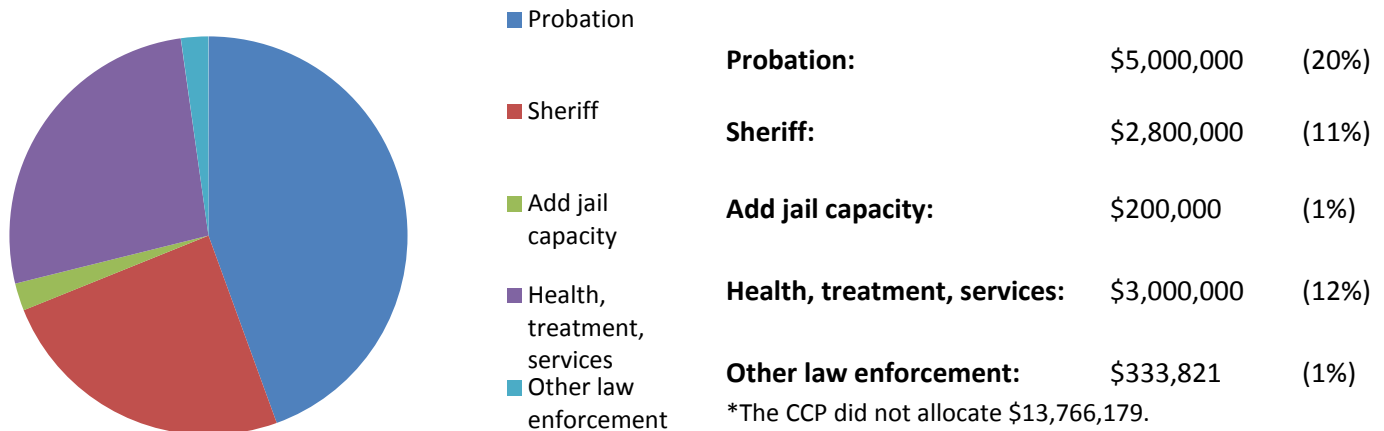 Probation
Sheriff
Add jail
capacity
Health,
treatment,
services
Other law
enforcement
Probation: $5,000,000 (20%)
Sheriff: $2,800,000 (11%)
Add jail capacity: $200,000 (1%)
Health, treatment, services: $3,000,000 (12%)
Other law enforcement: $333,821 (1%)
*The CCP did not allocate $13,766,179.